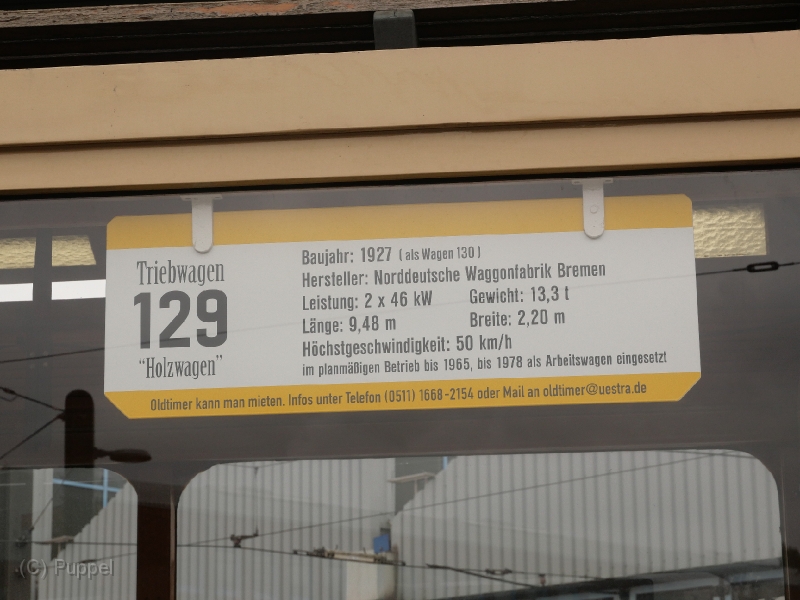 Triebwagen
129
"Holzwagen"
Baujahr: 1927 (als Wagen 130)
Hersteller: Norddeutsche Waggonfabrik Bremen
Leistung: 2 x 46 kW Gewicht: 13,3 t
Länge: 9,48 m Breite: 2,20 m
Höchstgeschwindigkeit: 50 km/h
im planmäßigen Betrieb bis 1965, bis 1978 als Arbeitswagen eingesetzt
Oldtimer kann man mieten. Infos unter Telefon (0511) 1668-2154 oder Mail an oldtimer@uestra.de
(C) Puppel